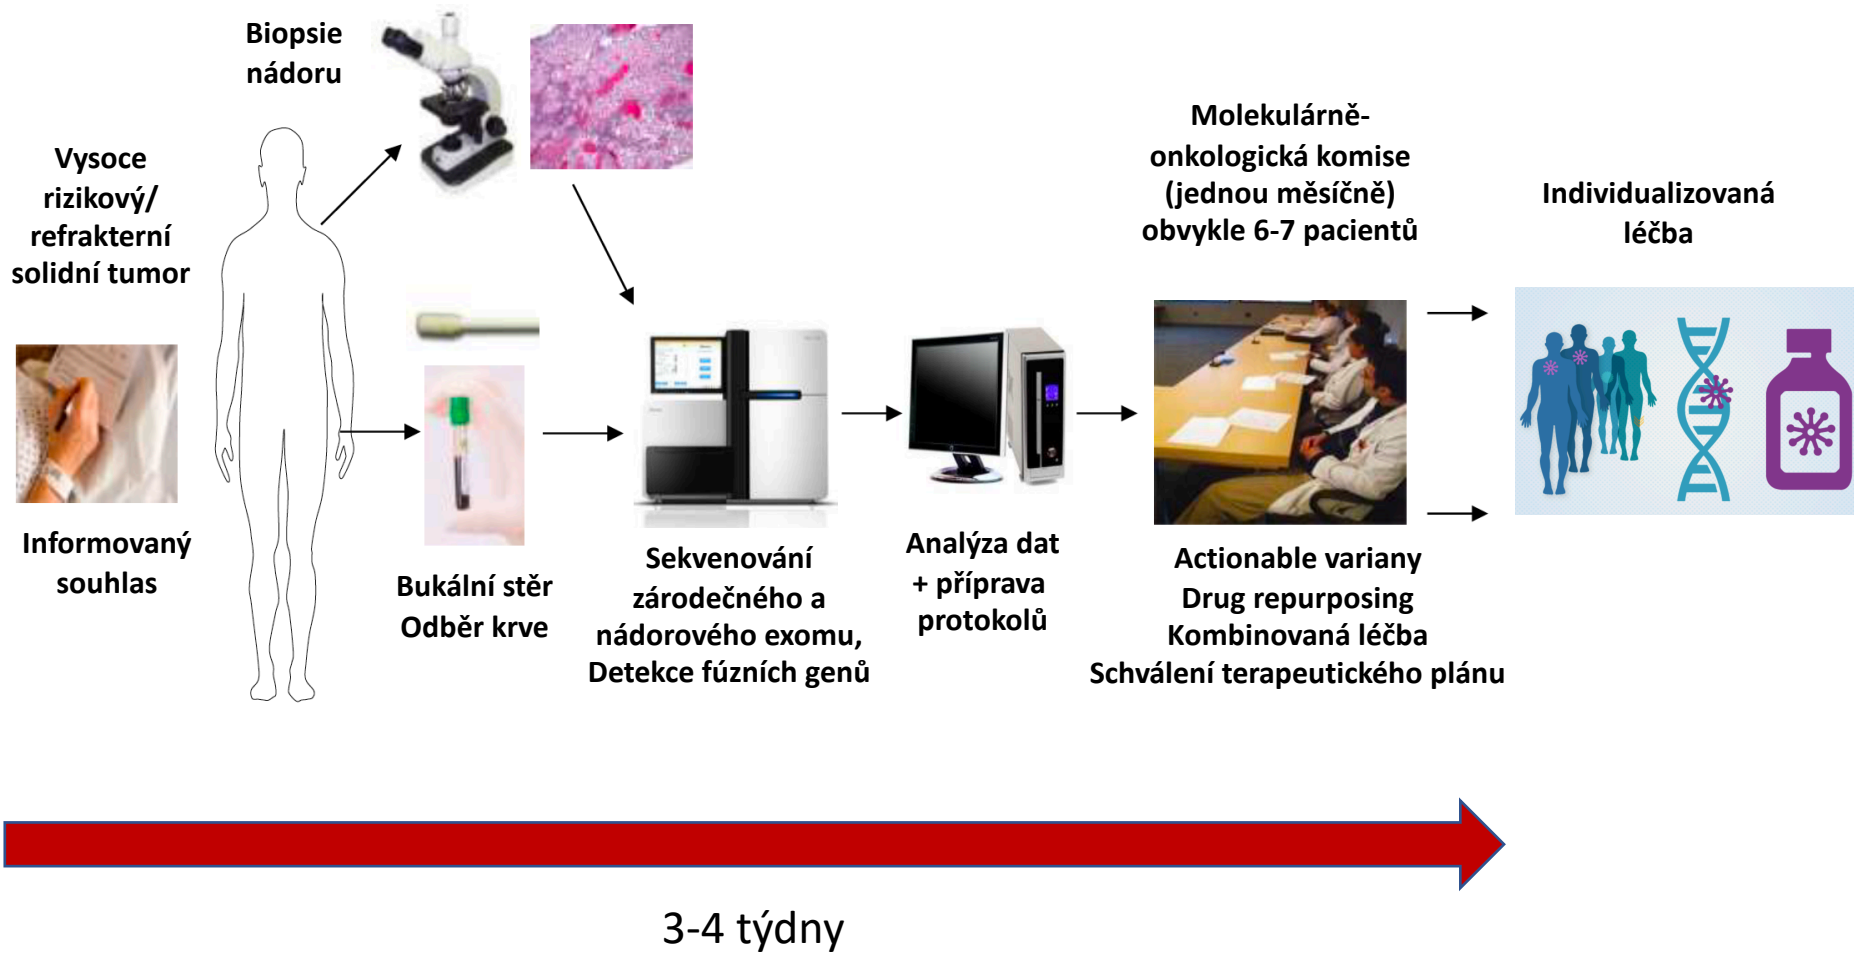 Biopsie
nádoru
Vysoce
rizikový/
refrakterní
solidní tumor
Informovaný
souhlas
Bukální stěr
Odběr krve
Sekvenování
zárodečného a
nádorového exomu,
Detekce fúzních genů
Analýza dat
+ příprava
protokolů
Molekulárně-
onkologická komise
(jednou měsíčně)
obvykle 6-7 pacientů
Actionable variany
Drug repurposing
Kombinovaná léčba
Schválení terapeutického plánu
Individualizovaná
léčba
3-4 týdny